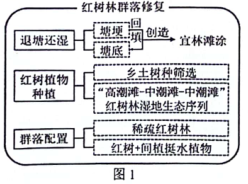 红树林群落修复
退塘还湿
塘埂
塘底
回填
创造
宜林滩涂
红树植物
种植
乡土树种筛选
“高潮滩-中潮滩-中潮滩”
红树林湿地生态序列
群落配置
稀疏红树林
红树+间植挺水植物
图1